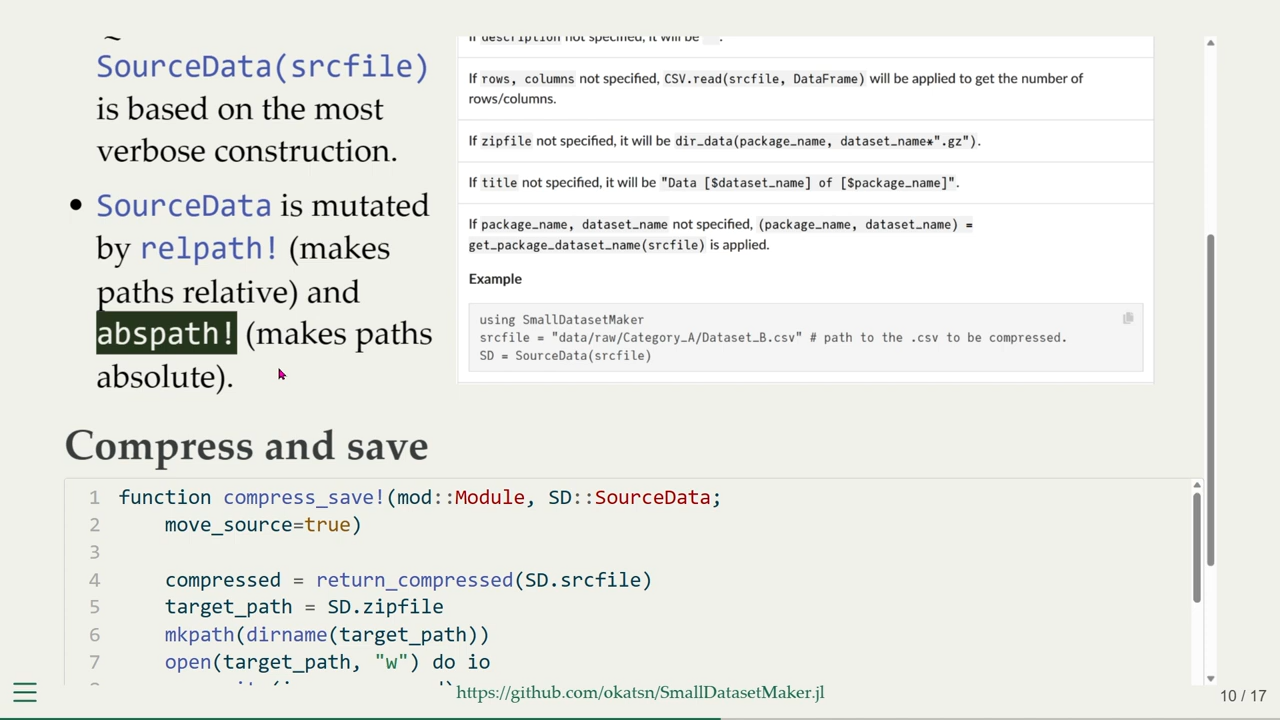 SourceData(srcfile)
is based on the most
verbose construction.
• SourceData is mutated
by relpath! (makes
paths relative) and
abspath! (makes paths
absolute).
If description not specified, it will be " ".
If rows, columns not specified, CSV.read(srcfile, DataFrame) will be applied to get the number of
rows/columns.
If zipfile not specified, it will be dir_data(package_name, dataset_name*".gz").
If title not specified, it will be "Data [$dataset_name] of [$package_name]".
If package_name, dataset_name not specified, (package_name, dataset_name) =
get_package_dataset_name(srcfile) is applied.
Example
using SmallDatasetMaker
srcfile = "data/raw/Category_A/Dataset_B.csv" # path to the .csv to be compressed.
SD = SourceData(srcfile)
Compress and save
1 function compress_save!(mod::Module, SD::SourceData;
2 move_source=true)
3
4 compressed = return_compressed(SD.srcfile)
5 target_path = SD.zipfile
6 mkpath(dirname(target_path))
7 open(target_path, "w") do io
https://github.com/okatsn/SmallDatasetMaker.jl
10 / 17